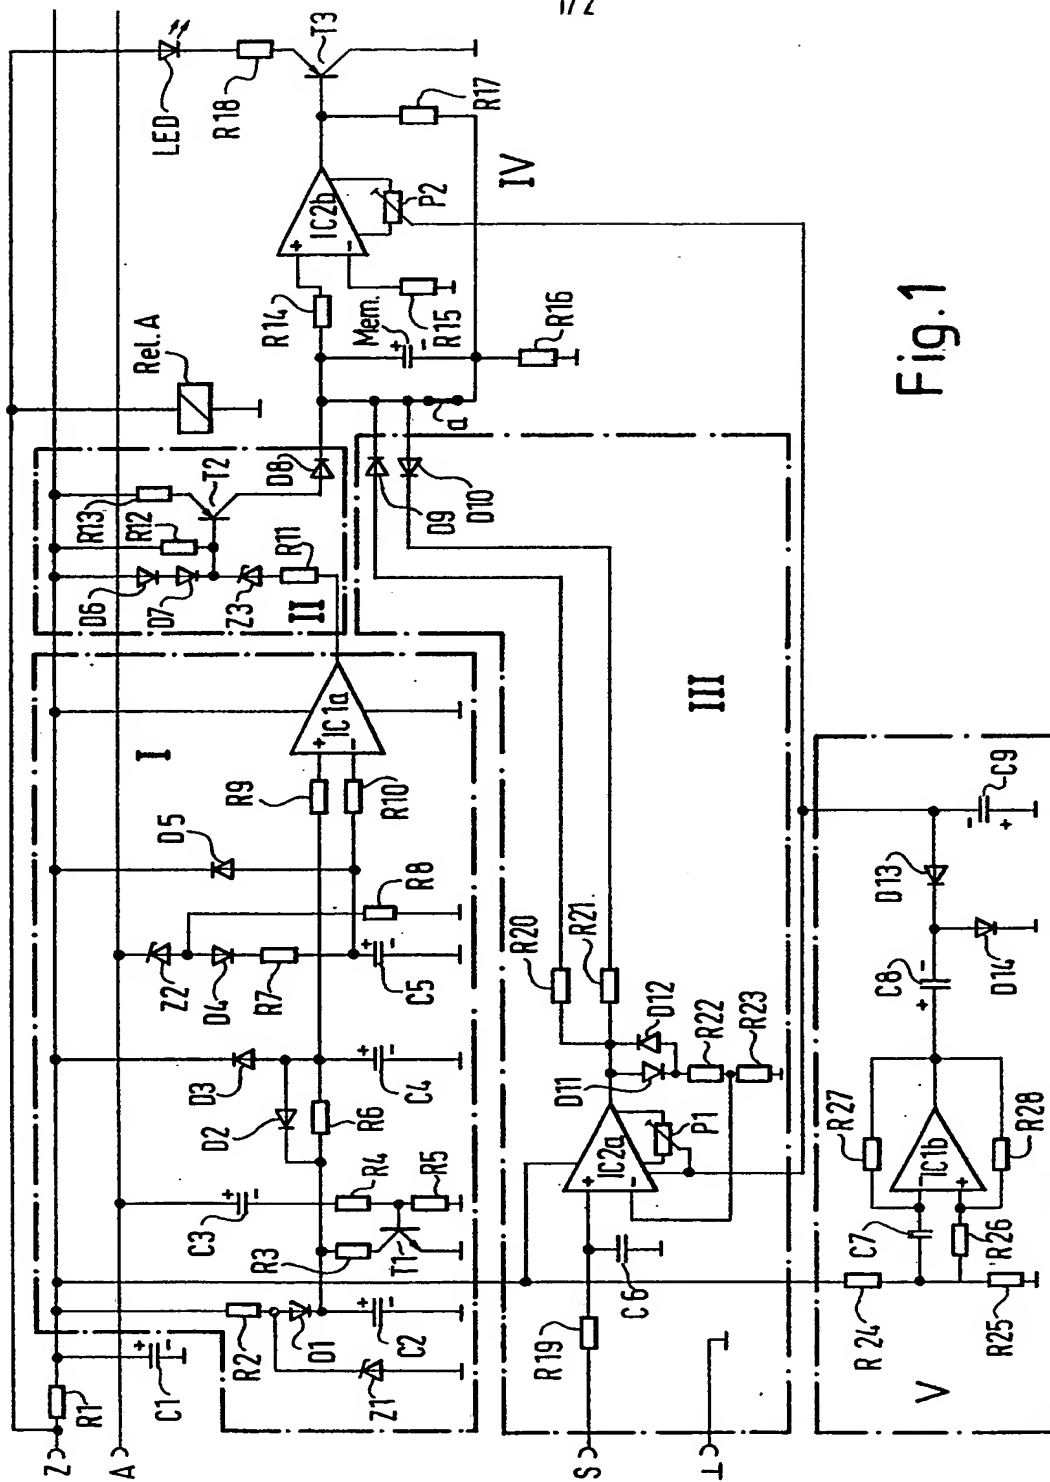 1/2
Z
A
R1
C1
R2
D1
Z1
C2
R3
T1
C3
R4
R5
D2
D3
R6
C4
Z2
D4
R7
C5
R8
D5
R9
R10
IC1a
I
D6
D7
Z3
R11
R12
R13
T2
D8
II
Rel. A
LED
R18
T3
R14
IC2b
P2
R17
Mem.
R15
R16
IV
a
D9
D10
S
⊥
R19
C6
IC2a
P1
D11
D12
R20
R21
R22
R23
III
R24
R25
C7
R26
R27
R28
IC1b
C8
D13
D14
C9
V
Fig.1